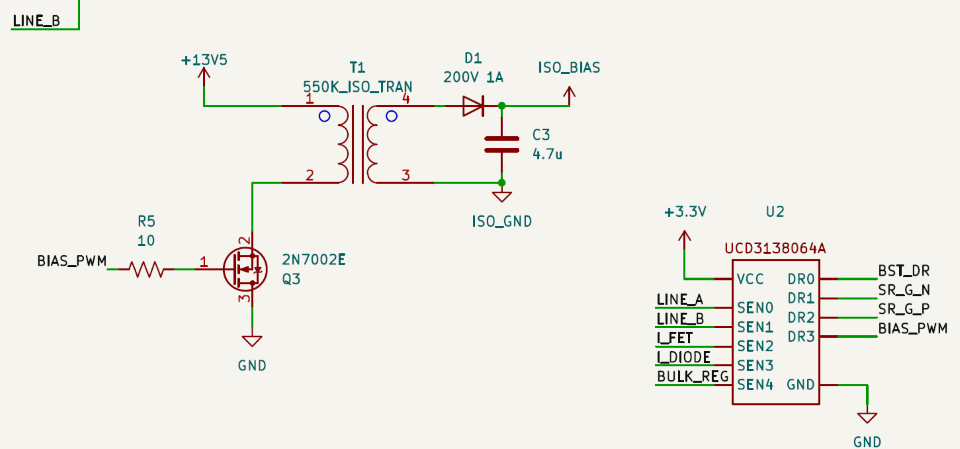 LINE_B
+13V5
T1
550K_ISO_TRAN
1
4
2
3
D1
200V 1A
ISO_BIAS
C3
4.7u
ISO_GND
R5
10
BIAS_PWM
1
2
3
2N7002E
Q3
GND
+3.3V
U2
UCD3138064A
VCC
DR0
BST_DR
DR1
SR_G_N
LINE_A
SEN0
DR2
SR_G_P
LINE_B
SEN1
DR3
BIAS_PWM
I_FET
SEN2
I_DIODE
SEN3
BULK_REG
SEN4
GND
GND